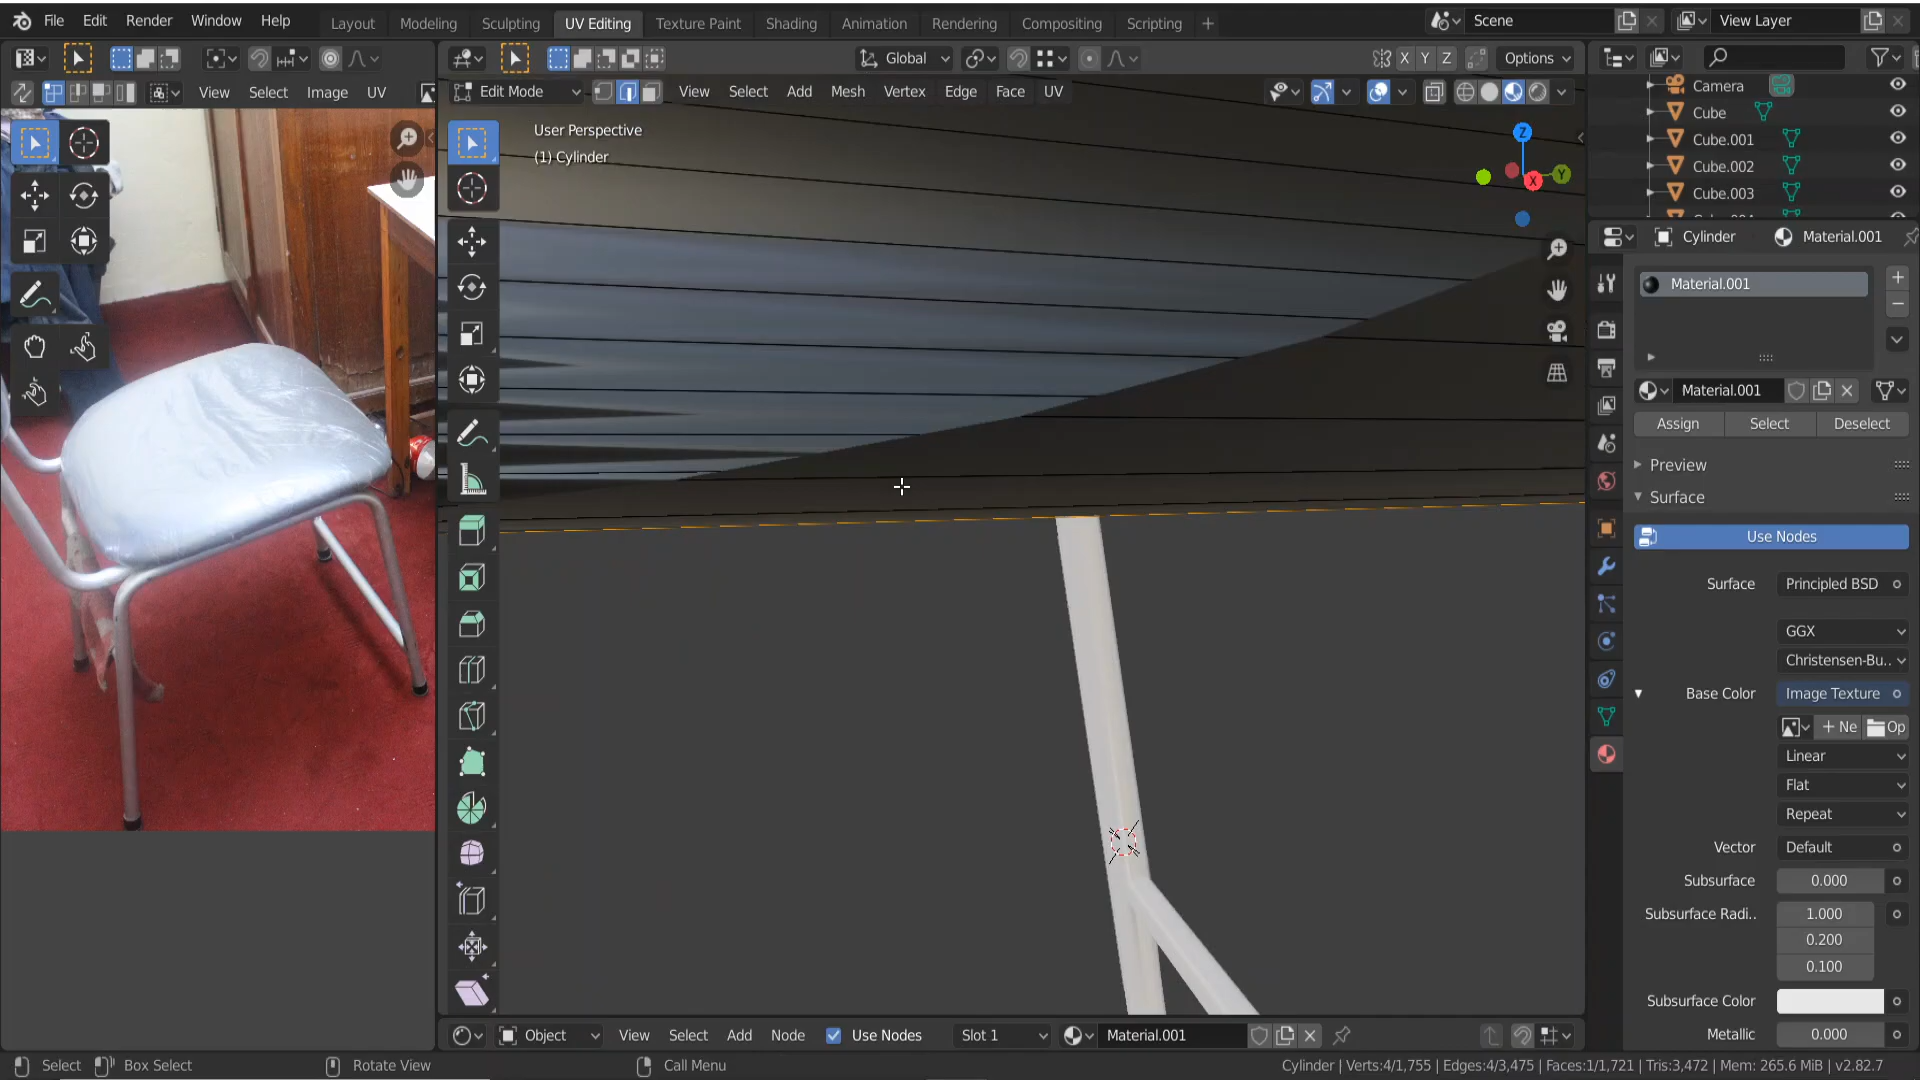 File Edit Render Window Help Layout Modeling Sculpting UV Editing Texture Paint Shading Animation Rendering Compositing Scripting + Scene View Layer
Global X Y Z Options
View Select Image UV Edit Mode View Select Add Mesh Vertex Edge Face UV
Camera
Cube
Cube.001
Cube.002
Cube.003
User Perspective
(1) Cylinder
Z
X
Y
Cylinder Material.001
Material.001
Material.001
Assign Select Deselect
Preview
Surface
Use Nodes
Surface Principled BSD
GGX
Christensen-Bu..
Base Color Image Texture
+ Ne Op
Linear
Flat
Repeat
Vector Default
Subsurface 0.000
Subsurface Radi.. 1.000
0.200
0.100
Subsurface Color
Metallic 0.000
Object View Select Add Node Use Nodes Slot 1 Material.001
Select Box Select Rotate View Call Menu Cylinder | Verts:4/1,755 | Edges:4/3,475 | Faces:1/1,721 | Tris:3,472 | Mem: 265.6 MiB | v2.82.7